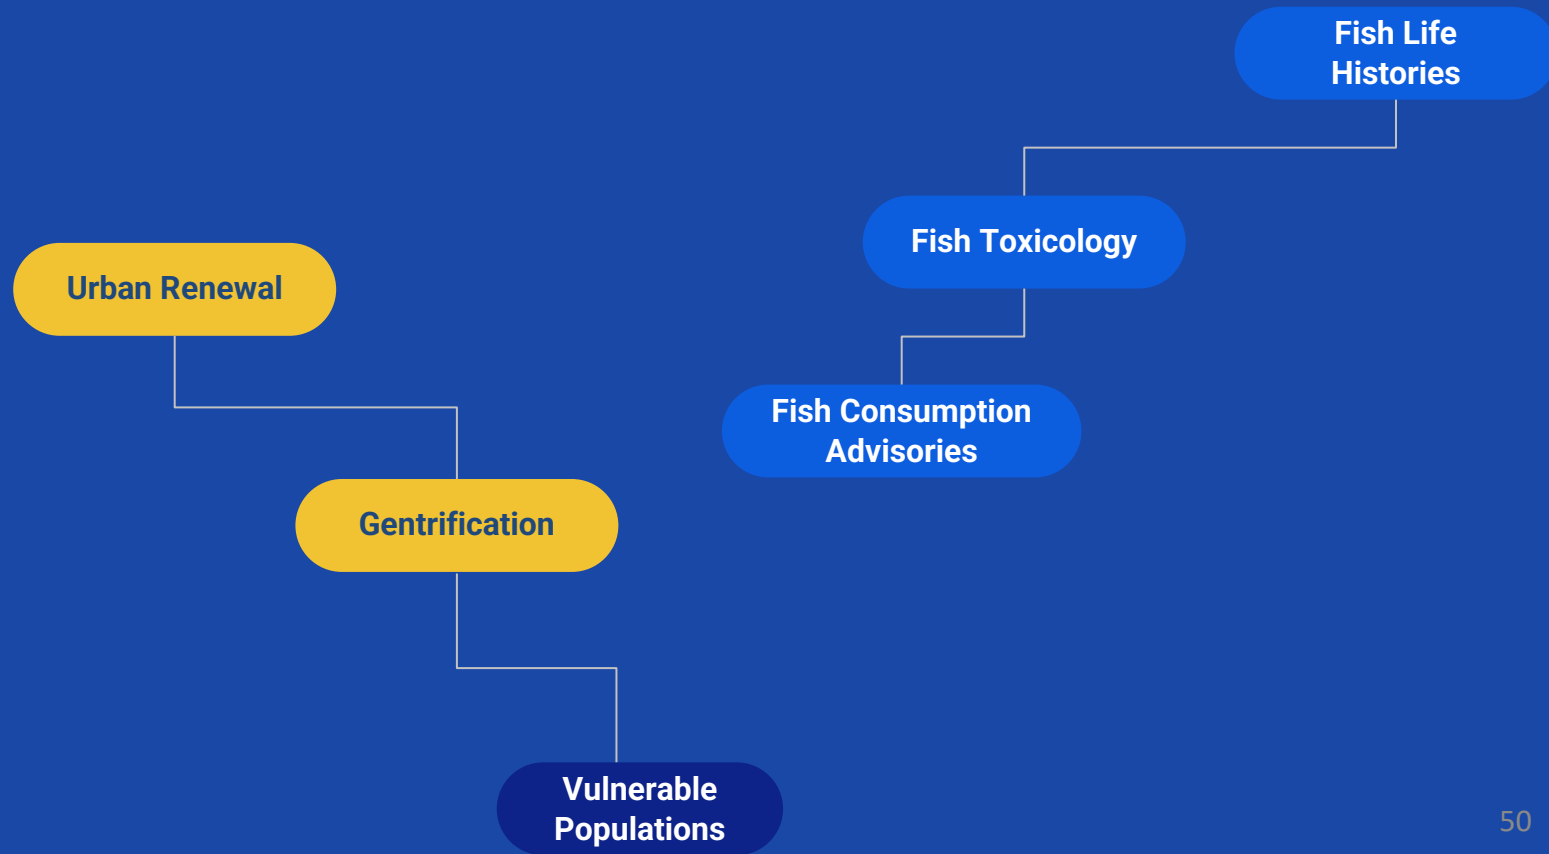 Fish Life
Histories
Fish Toxicology
Urban Renewal
Fish Consumption
Advisories
Gentrification
Vulnerable
Populations
50